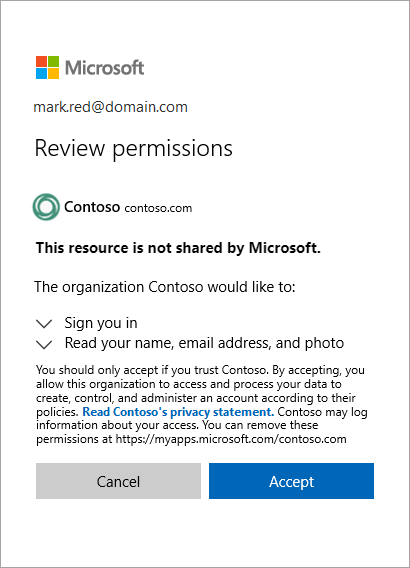 Microsoft
mark.red@domain.com
Review permissions
Contoso contoso.com
This resource is not shared by Microsoft.
The organization Contoso would like to:
Sign you in
Read your name, email address, and photo
You should only accept if you trust Contoso. By accepting, you
allow this organization to access and process your data to
create, control, and administer an account according to their
policies. Read Contoso's privacy statement. Contoso may log
information about your access. You can remove these
permissions at https://myapps.microsoft.com/contoso.com
Cancel Accept